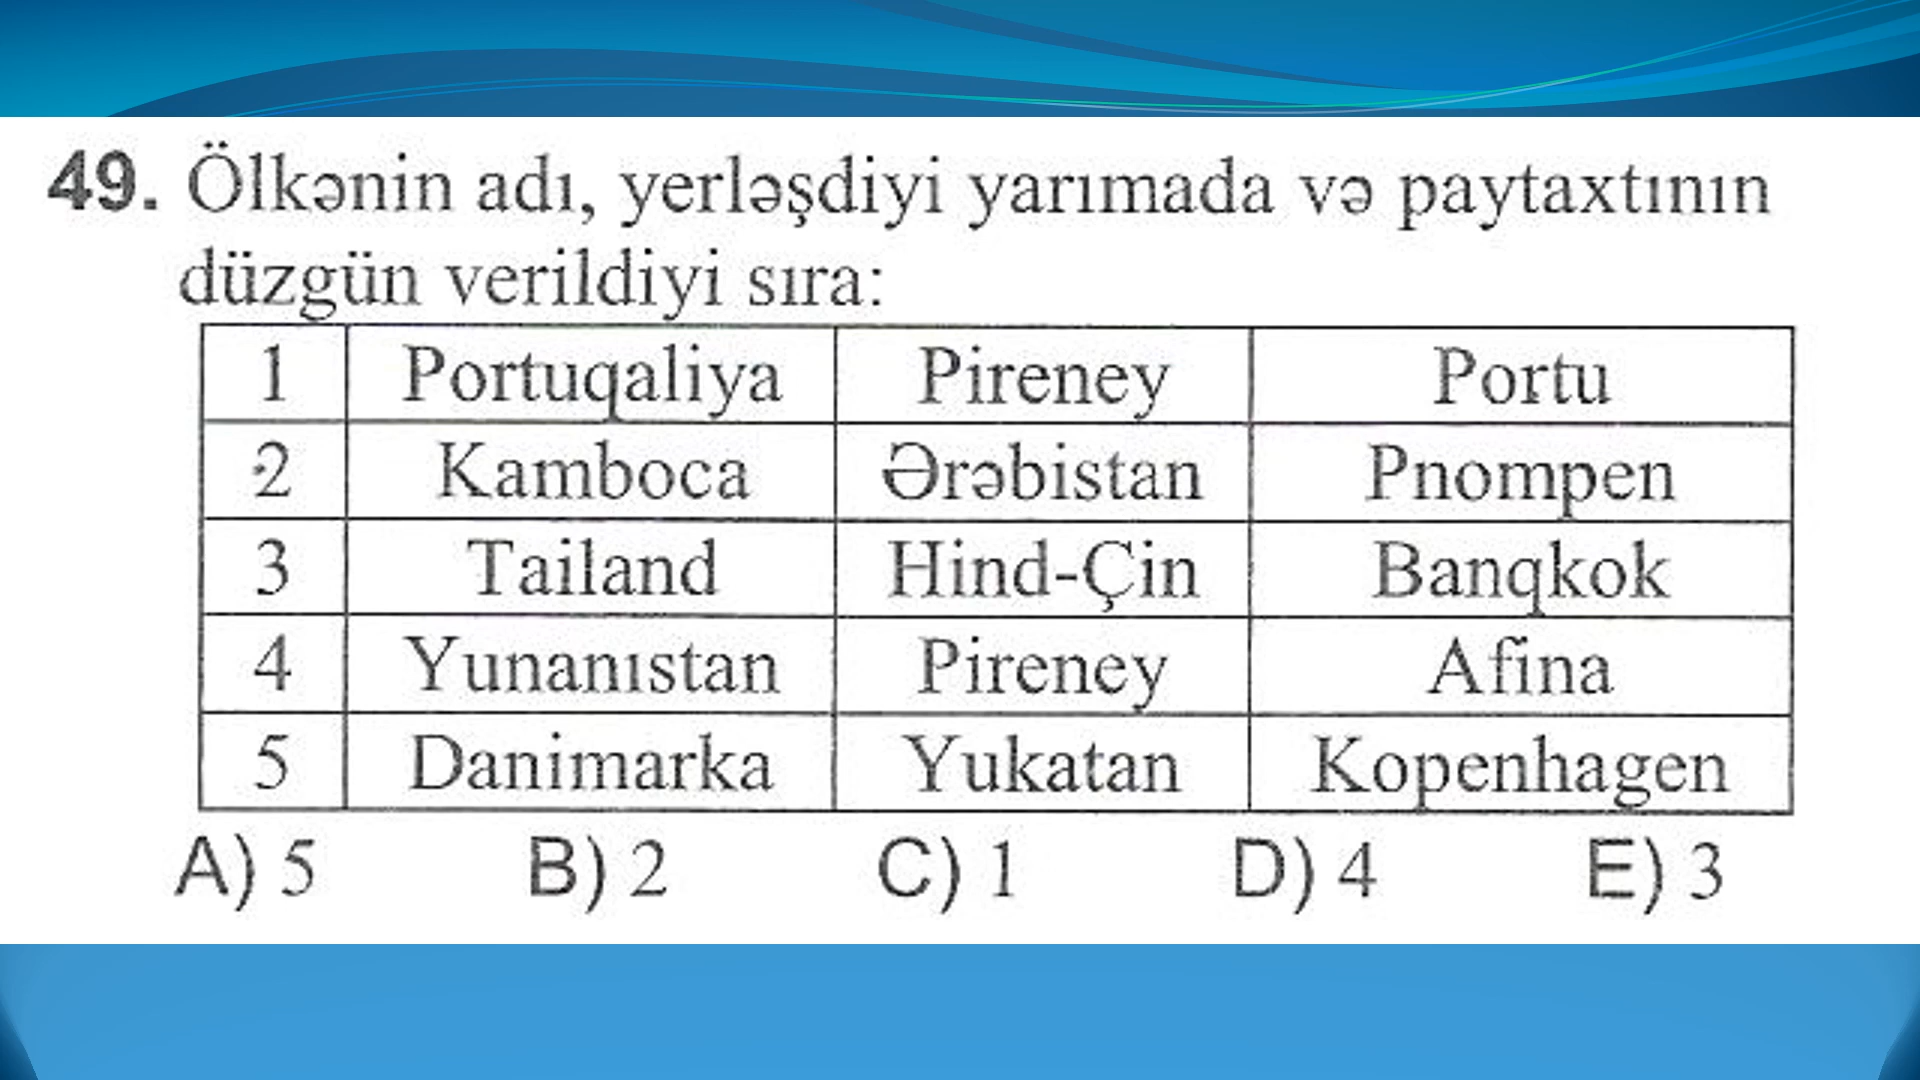 49. Ölkənin adı, yerləşdiyi yarımada və paytaxtının
düzgün verildiyi sıra:
1 Portuqaliya Pireney Portu
2 Kamboca Ərəbistan Pnompen
3 Tailand Hind-Çin Banqkok
4 Yunanıstan Pireney Afina
5 Danimarka Yukatan Kopenhagen
A) 5 B) 2 C) 1 D) 4 E) 3